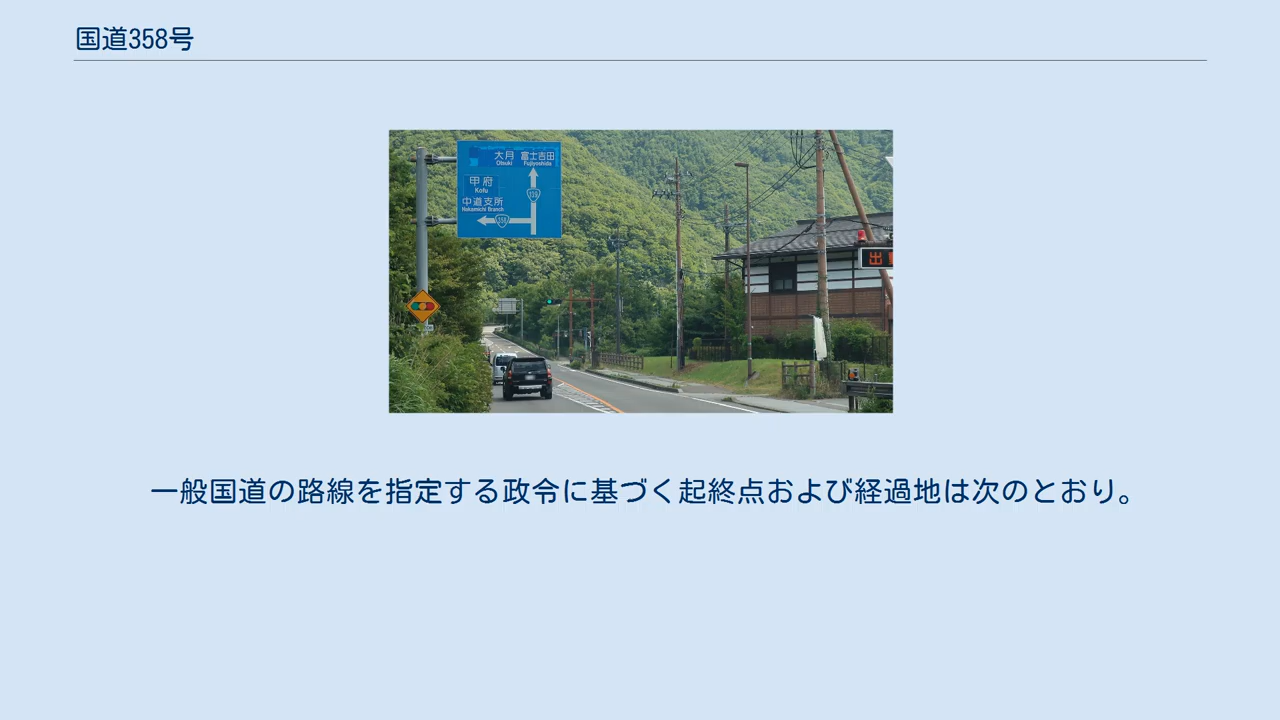 国道358号
大月 富士吉田
Otsuki Fujiyoshida
甲府
Kofu
139
中道支所
Nakamichi Branch
358
出
一般国道の路線を指定する政令に基づく起終点および経過地は次のとおり。